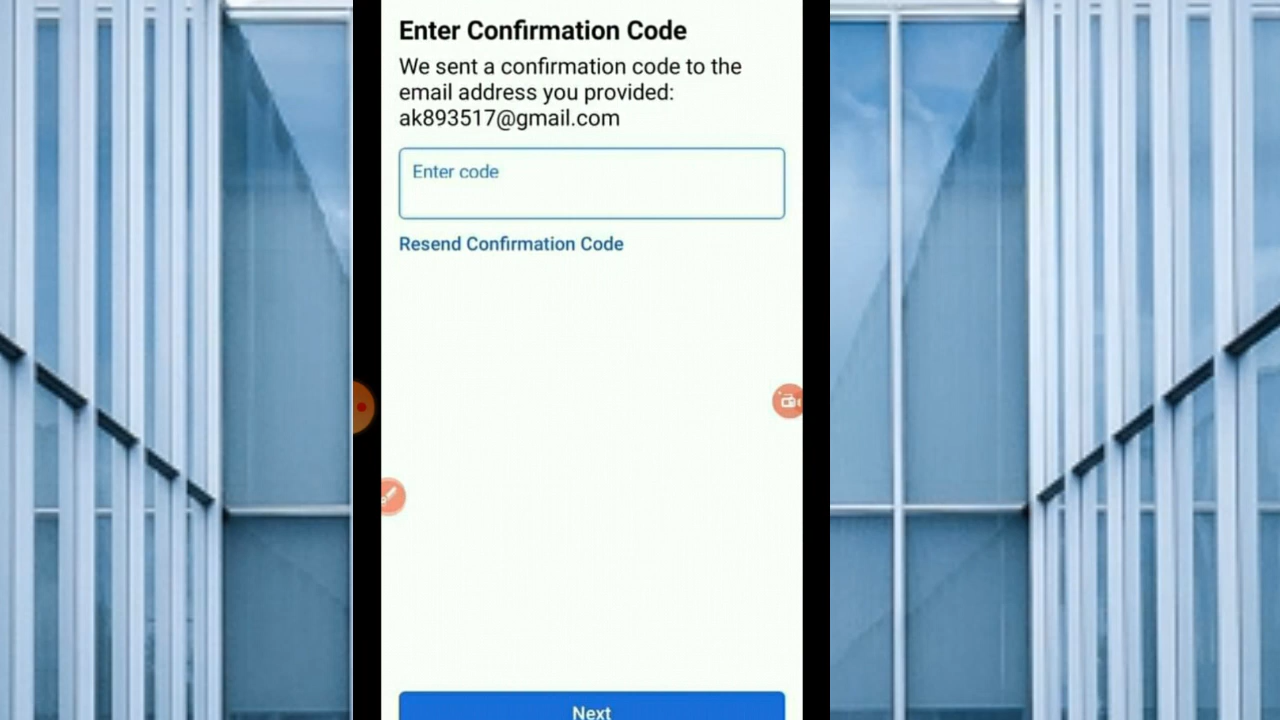 Enter Confirmation Code
We sent a confirmation code to the
email address you provided:
ak893517@gmail.com
Enter code
Resend Confirmation Code
Next